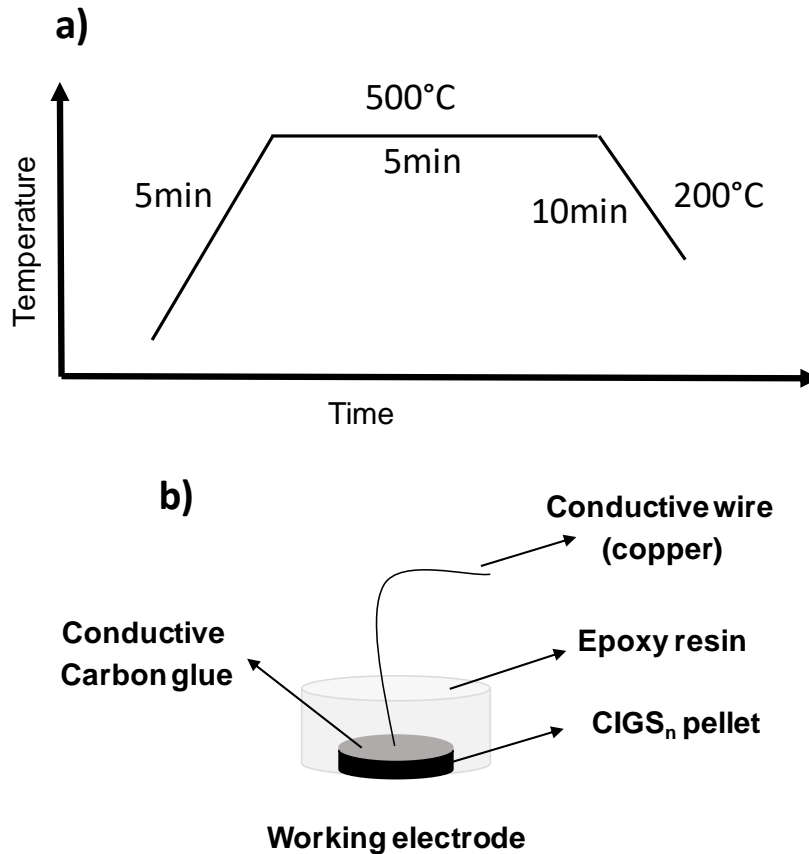 a)
500°C
5min
5min
10min
200°C
Temperature
Time
b)
Conductive wire
(copper)
Conductive
Carbon glue
Epoxy resin
CIGSn pellet
Working electrode